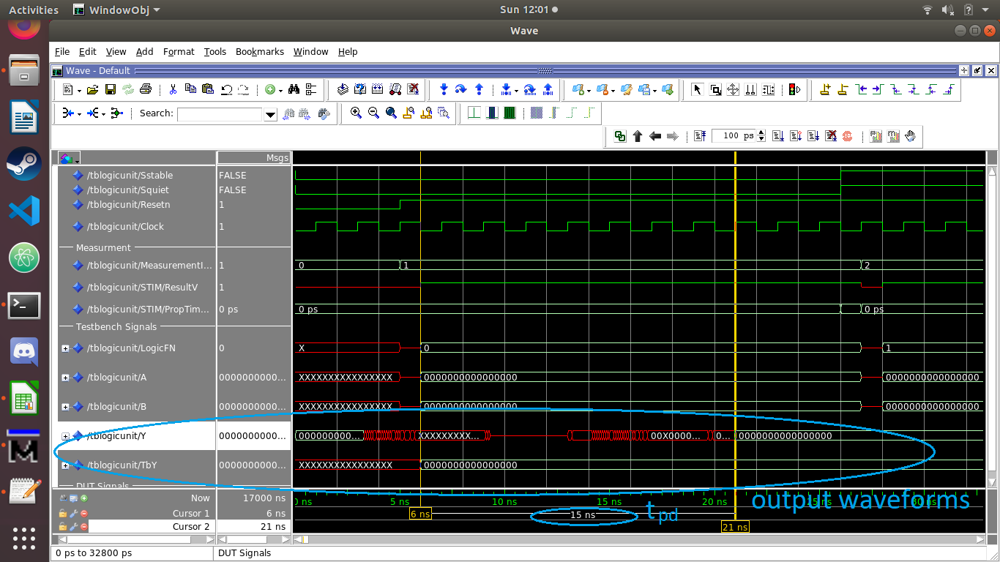 Activities WindowObj Sun 12:01
Wave
File Edit View Add Format Tools Bookmarks Window Help
Wave - Default
Search:
100 ps
Msgs
/tblogicunit/Sstable FALSE
/tblogicunit/Squiet FALSE
/tblogicunit/Resetn 1
/tblogicunit/Clock 1
Measurment
/tblogicunit/MeasurementI... 1 0 1 2
/tblogicunit/STIM/ResultV 1
/tblogicunit/STIM/PropTim... 0 ps 0 ps 0 ps
Testbench Signals
/tblogicunit/LogicFN 0 X 0 1
/tblogicunit/A 0000000000... XXXXXXXXXXXXXXXX 0000000000000000 0000000000000000
/tblogicunit/B 0000000000... XXXXXXXXXXXXXXXX 0000000000000000 0000000000000000
/tblogicunit/Y 0000000000... 000000000... XXXXXXXXX... 00X0000... 0... 0000000000000000
/tblogicunit/TbY 0000000000... XXXXXXXXXXXXXXXX 0000000000000000
DUT Signals
Now 17000 ns 0 ns 5 ns 10 ns 15 ns 20 ns 25 ns 30 ns
output waveforms
Cursor 1 6 ns 6 ns 15 ns tpd
Cursor 2 21 ns 21 ns
0 ps to 32800 ps DUT Signals